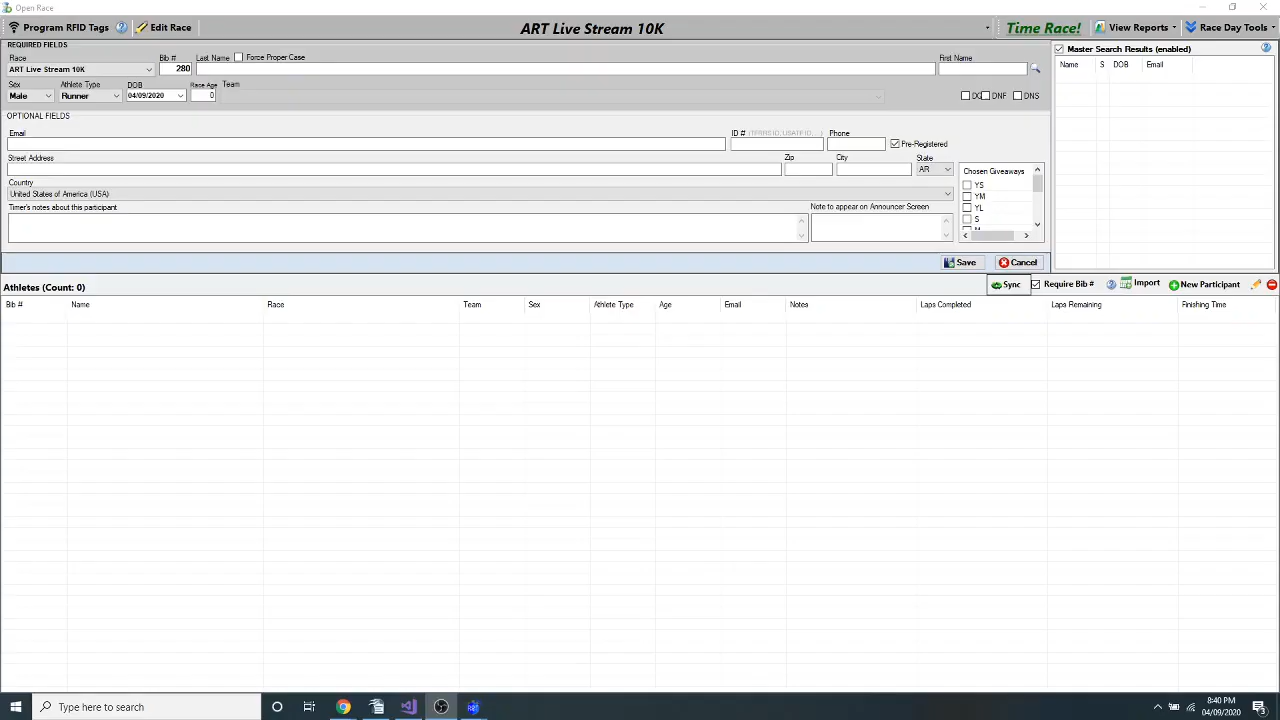 Open Race
Program RFID Tags Edit Race ART Live Stream 10K Time Race! View Reports Race Day Tools
REQUIRED FIELDS Master Search Results (enabled)
Race Bib # Last Name Force Proper Case First Name Name S DOB Email
ART Live Stream 10K 280
Sex Athlete Type DOB Race Age Team
Male Runner 04/09/2020 0 DNF DNS
OPTIONAL FIELDS
Email ID # Phone
Pre-Registered
Street Address Zip City State
AR Chosen Giveaways
Country YS
United States of America (USA) YM
Timer's notes about this participant Note to appear on Announcer Screen YL
S
Save Cancel
Athletes (Count: 0) Sync Require Bib # Import New Participant
Bib # Name Race Team Sex Athlete Type Age Email Notes Laps Completed Laps Remaining Finishing Time
Type here to search
8:40 PM
04/09/2020
3